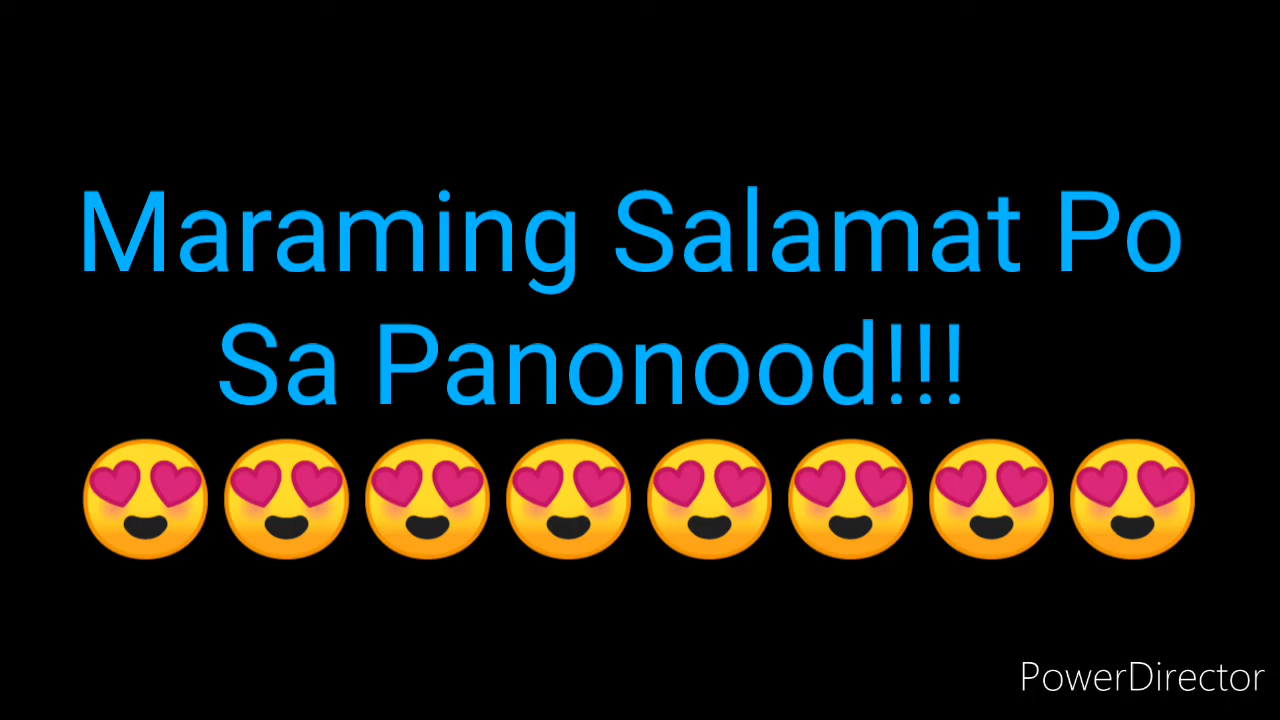 Maraming Salamat Po
Sa Panonood!!!
😍😍😍😍😍😍😍😍
PowerDirector